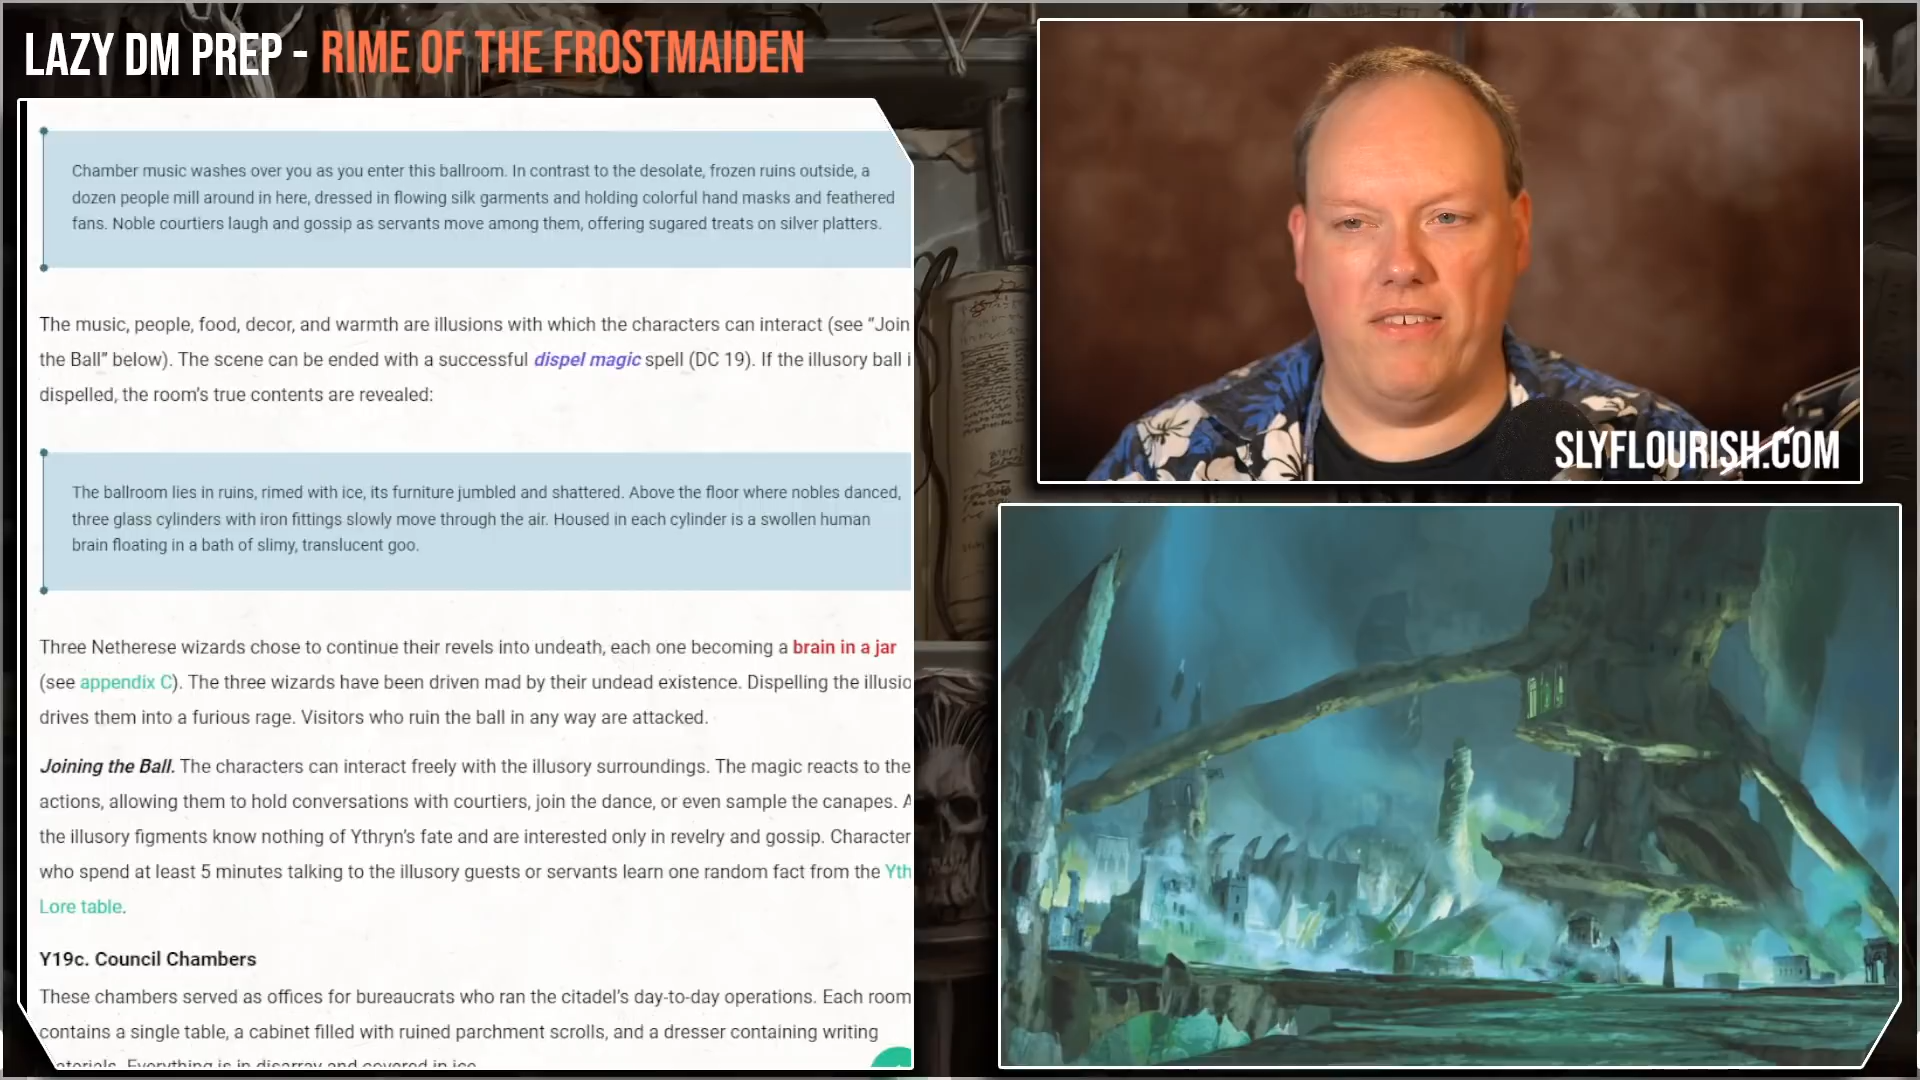 LAZY DM PREP - RIME OF THE FROSTMAIDEN
Chamber music washes over you as you enter this ballroom. In contrast to the desolate, frozen ruins outside, a
dozen people mill around in here, dressed in flowing silk garments and holding colorful hand masks and feathered
fans. Noble courtiers laugh and gossip as servants move among them, offering sugared treats on silver platters.
The music, people, food, decor, and warmth are illusions with which the characters can interact (see “Join
the Ball” below). The scene can be ended with a successful dispel magic spell (DC 19). If the illusory ball i
dispelled, the room’s true contents are revealed:
The ballroom lies in ruins, rimed with ice, its furniture jumbled and shattered. Above the floor where nobles danced,
three glass cylinders with iron fittings slowly move through the air. Housed in each cylinder is a swollen human
brain floating in a bath of slimy, translucent goo.
Three Netherese wizards chose to continue their revels into undeath, each one becoming a brain in a jar
(see appendix C). The three wizards have been driven mad by their undead existence. Dispelling the illusio
drives them into a furious rage. Visitors who ruin the ball in any way are attacked.
Joining the Ball. The characters can interact freely with the illusory surroundings. The magic reacts to the
actions, allowing them to hold conversations with courtiers, join the dance, or even sample the canapes. A
the illusory figments know nothing of Ythryn’s fate and are interested only in revelry and gossip. Character
who spend at least 5 minutes talking to the illusory guests or servants learn one random fact from the Yth
Lore table.
Y19c. Council Chambers
These chambers served as offices for bureaucrats who ran the citadel’s day-to-day operations. Each room
contains a single table, a cabinet filled with ruined parchment scrolls, and a dresser containing writing
aterials. Everything is in disarray and covered in ice.
SLYFLOURISH.COM